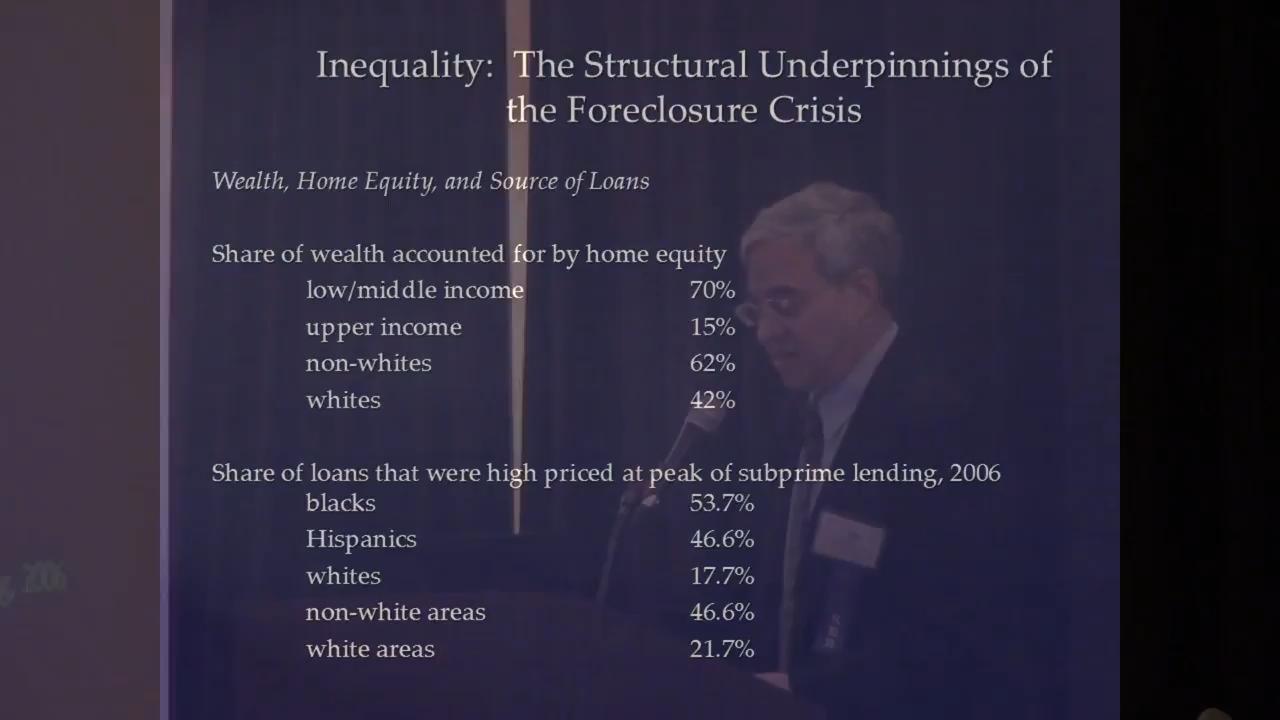 Inequality: The Structural Underpinnings of
the Foreclosure Crisis
Wealth, Home Equity, and Source of Loans
Share of wealth accounted for by home equity
low/middle income 70%
upper income 15%
non-whites 62%
whites 42%
Share of loans that were high priced at peak of subprime lending, 2006
blacks 53.7%
Hispanics 46.6%
whites 17.7%
non-white areas 46.6%
white areas 21.7%
2006